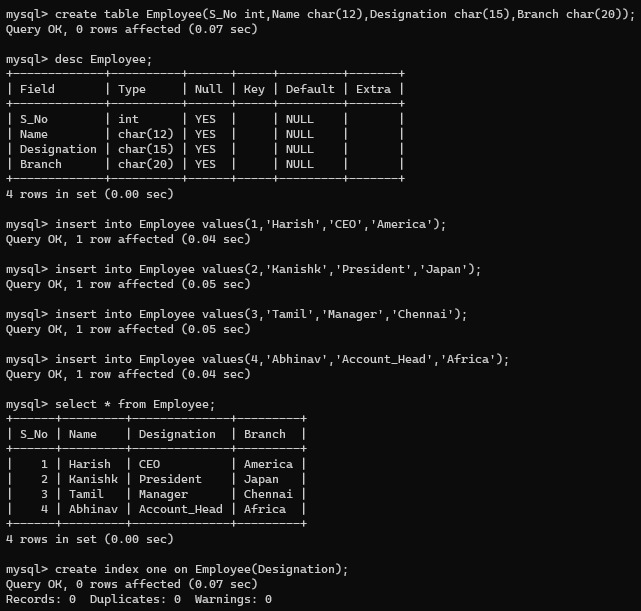 mysql> create table Employee(S_No int,Name char(12),Designation char(15),Branch char(20));
Query OK, 0 rows affected (0.07 sec)

mysql> desc Employee;
+-------------+----------+------+-----+---------+-------+
| Field       | Type     | Null | Key | Default | Extra |
+-------------+----------+------+-----+---------+-------+
| S_No        | int      | YES  |     | NULL    |       |
| Name        | char(12) | YES  |     | NULL    |       |
| Designation | char(15) | YES  |     | NULL    |       |
| Branch      | char(20) | YES  |     | NULL    |       |
+-------------+----------+------+-----+---------+-------+
4 rows in set (0.00 sec)

mysql> insert into Employee values(1,'Harish','CEO','America');
Query OK, 1 row affected (0.04 sec)

mysql> insert into Employee values(2,'Kanishk','President','Japan');
Query OK, 1 row affected (0.05 sec)

mysql> insert into Employee values(3,'Tamil','Manager','Chennai');
Query OK, 1 row affected (0.05 sec)

mysql> insert into Employee values(4,'Abhinav','Account_Head','Africa');
Query OK, 1 row affected (0.04 sec)

mysql> select * from Employee;
+------+---------+--------------+---------+
| S_No | Name    | Designation  | Branch  |
+------+---------+--------------+---------+
|    1 | Harish  | CEO          | America |
|    2 | Kanishk | President    | Japan   |
|    3 | Tamil   | Manager      | Chennai |
|    4 | Abhinav | Account_Head | Africa  |
+------+---------+--------------+---------+
4 rows in set (0.00 sec)

mysql> create index one on Employee(Designation);
Query OK, 0 rows affected (0.07 sec)
Records: 0  Duplicates: 0  Warnings: 0